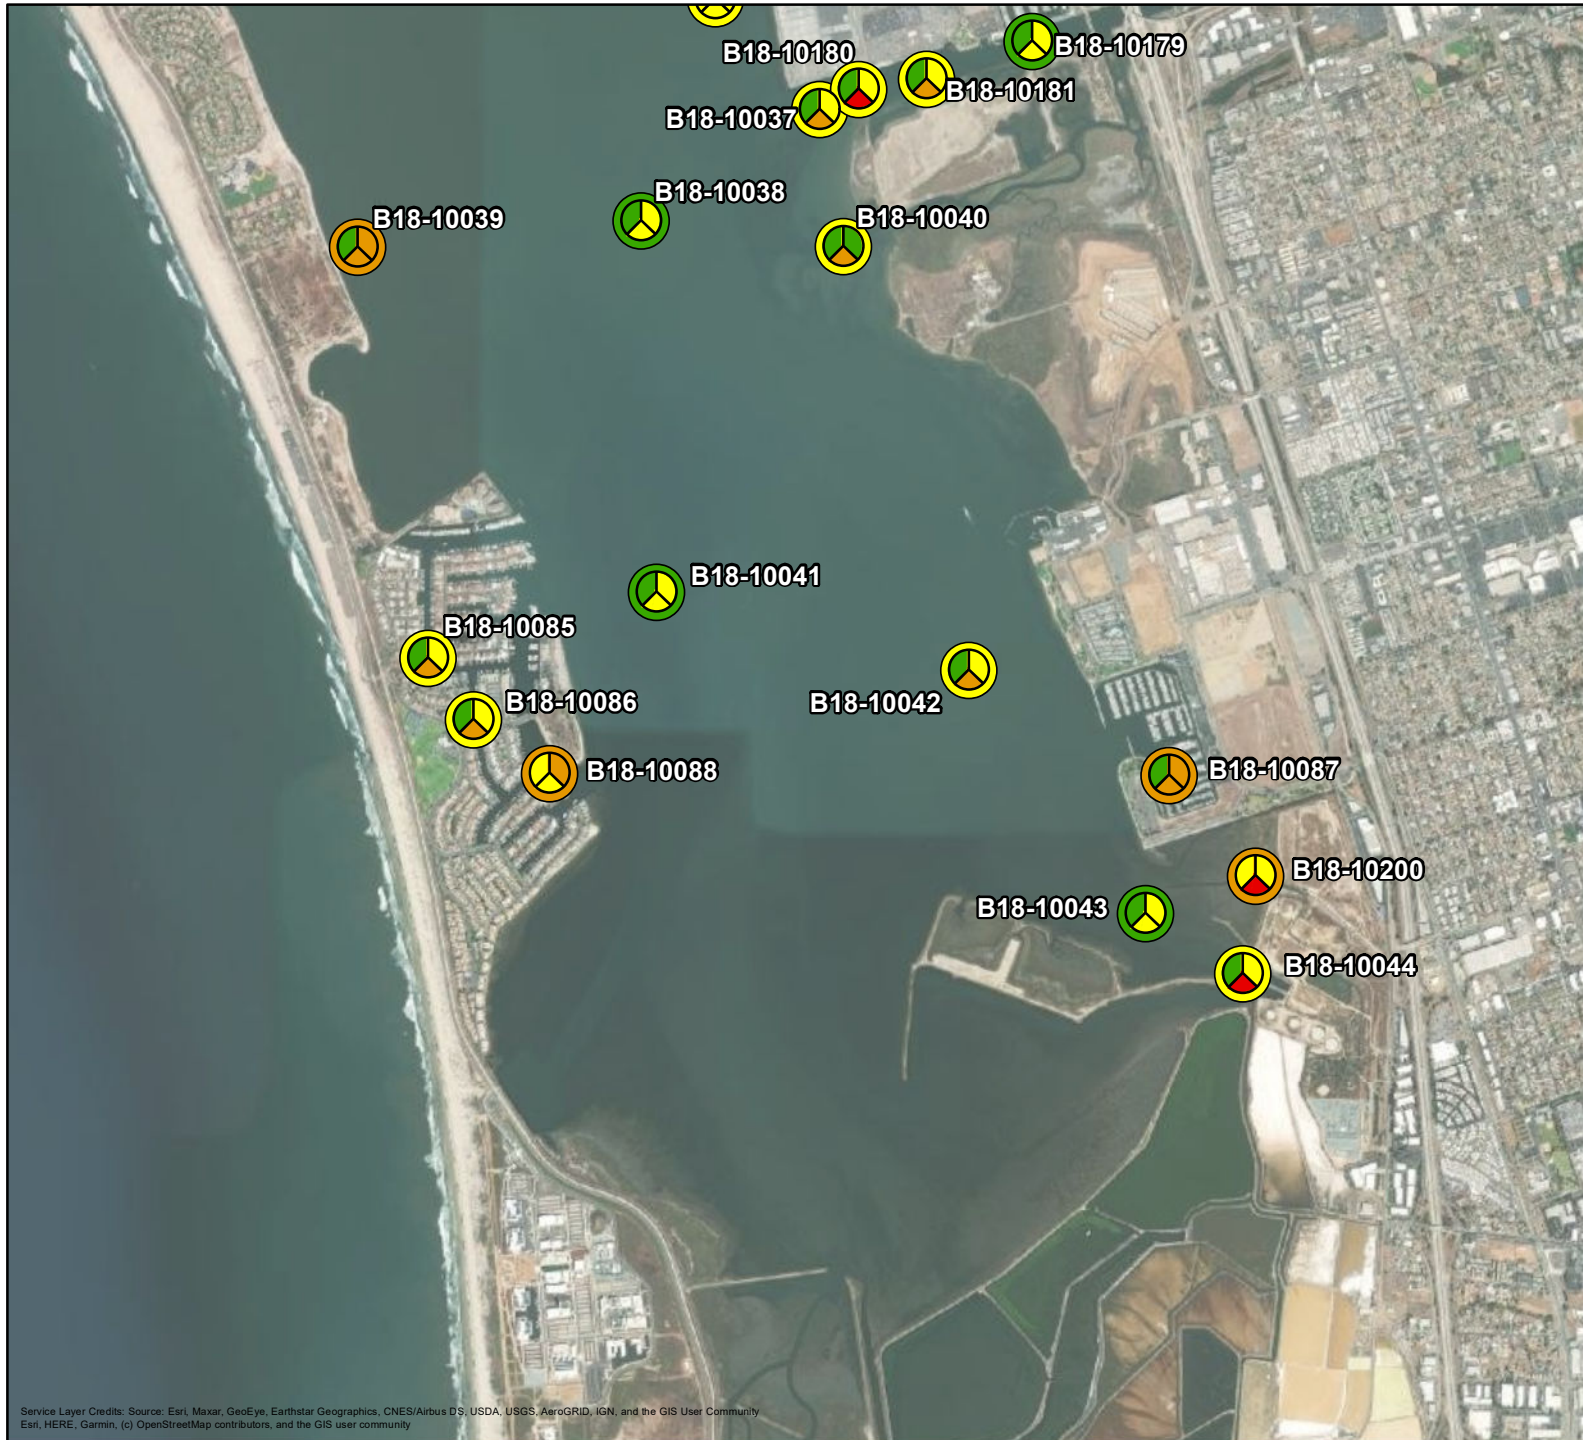 B18-10180
B18-10179
B18-10181
B18-10037
B18-10038
B18-10039
B18-10040
B18-10041
B18-10085
B18-10086
B18-10042
B18-10088
B18-10087
B18-10200
B18-10043
B18-10044
Service Layer Credits: Source: Esri, Maxar, GeoEye, Earthstar Geographics, CNES/Airbus DS, USDA, USGS, AeroGRID, IGN, and the GIS User Community
Esri, HERE, Garmin, (c) OpenStreetMap contributors, and the GIS user community